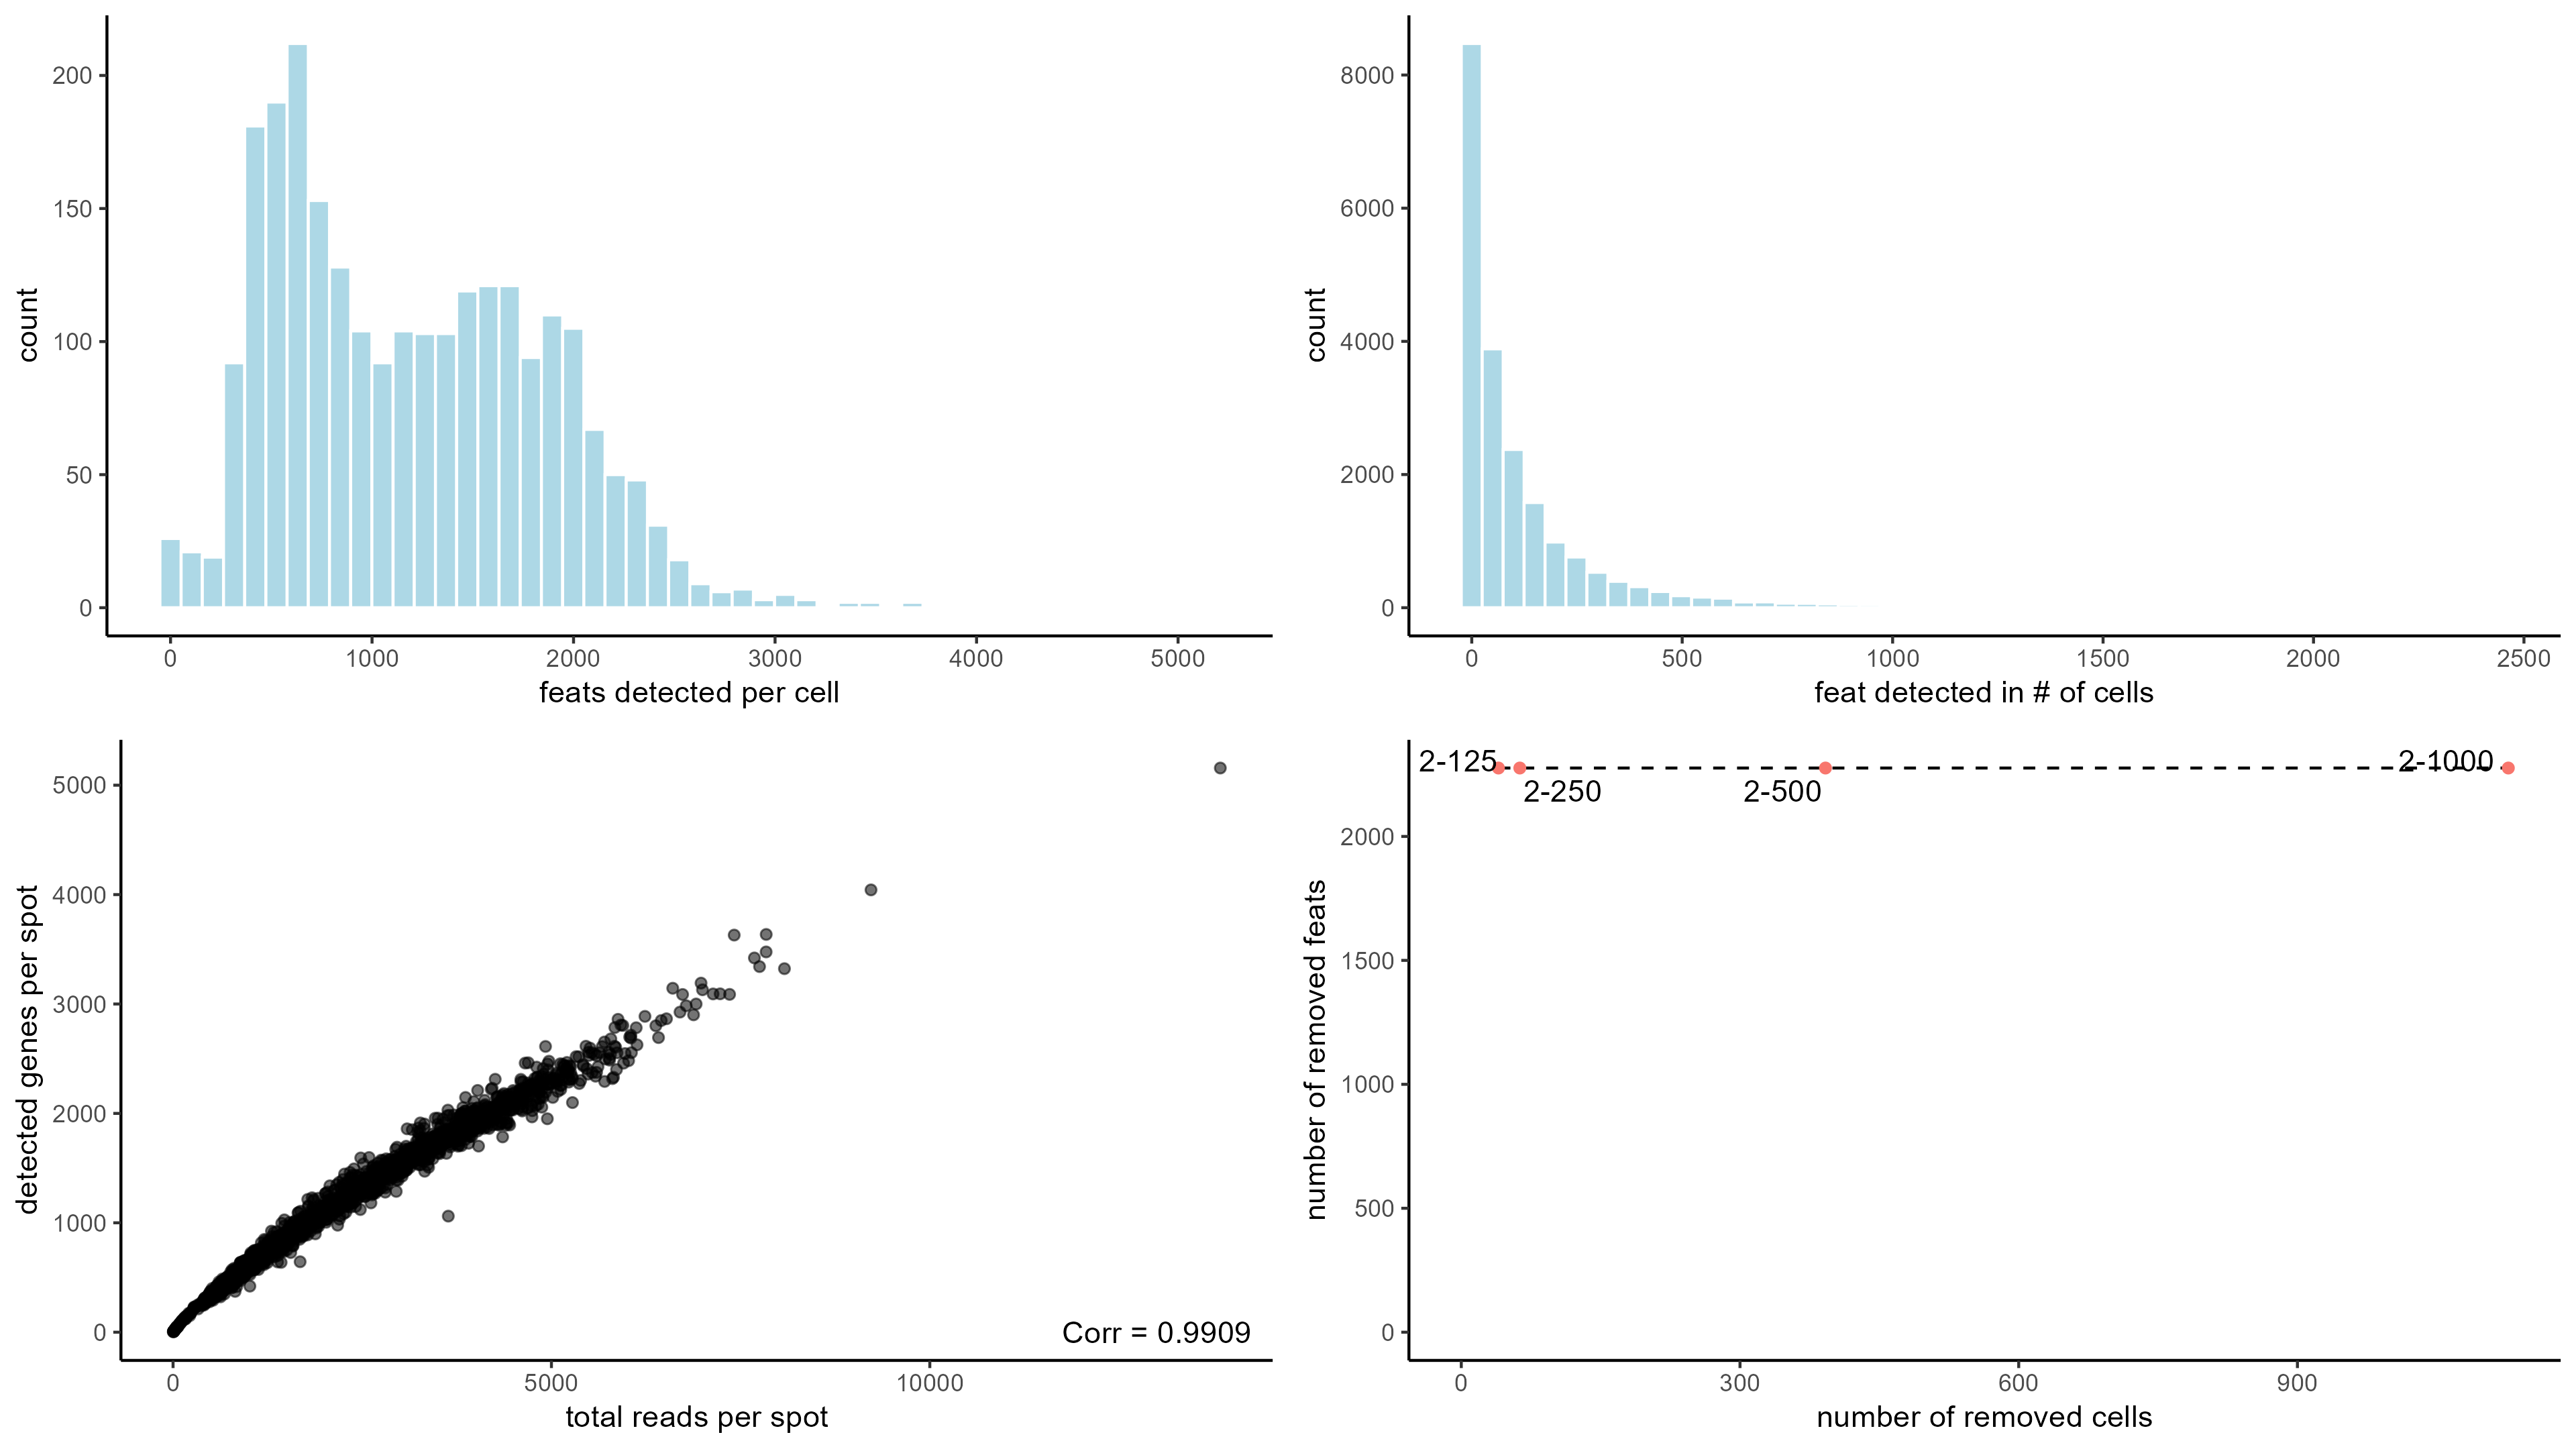 200
150
100
50
0
count
0 1000 2000 3000 4000 5000
feats detected per cell
8000
6000
4000
2000
0
count
0 500 1000 1500 2000 2500
feat detected in # of cells
5000
4000
3000
2000
1000
0
detected genes per spot
Corr = 0.9909
0 5000 10000
total reads per spot
2-125 2-1000
2-250 2-500
2000
1500
1000
500
0
number of removed feats
0 300 600 900
number of removed cells